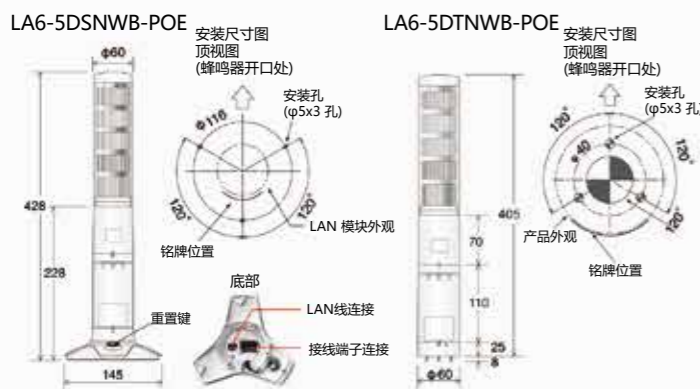 LA6-5DSNWB-POE
安装尺寸图
顶视图
(蜂鸣器开口处)
Φ60
安装孔
(φ5x3 孔)
Φ116
428
228
120°
120°
LAN 模块外观
铭牌位置
底部
LAN线连接
重置键
接线端子连接
145
LA6-5DTNWB-POE
安装尺寸图
顶视图
(蜂鸣器开口处)
安装孔
(φ5x3 孔)
120°
120°
Φ40
405
70
产品外观
120°
铭牌位置
110
25
8
Φ60